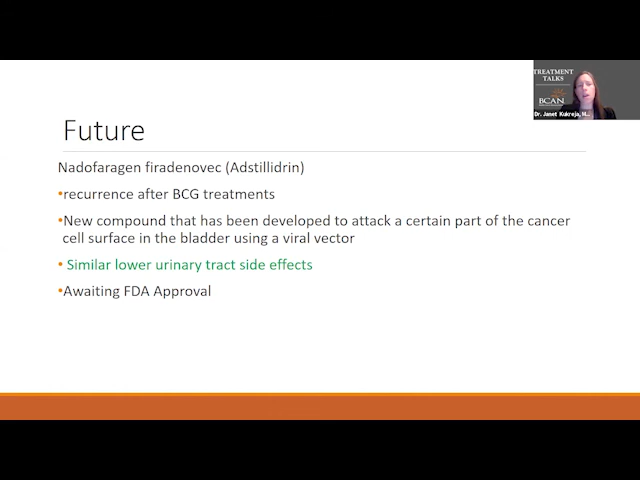 TREATMENT
TALKS
BCAN
Dr. Janet Kukreja, M...
Future
Nadofaragen firadenovec (Adstillidrin)
•recurrence after BCG treatments
•New compound that has been developed to attack a certain part of the cancer
cell surface in the bladder using a viral vector
• Similar lower urinary tract side effects
•Awaiting FDA Approval